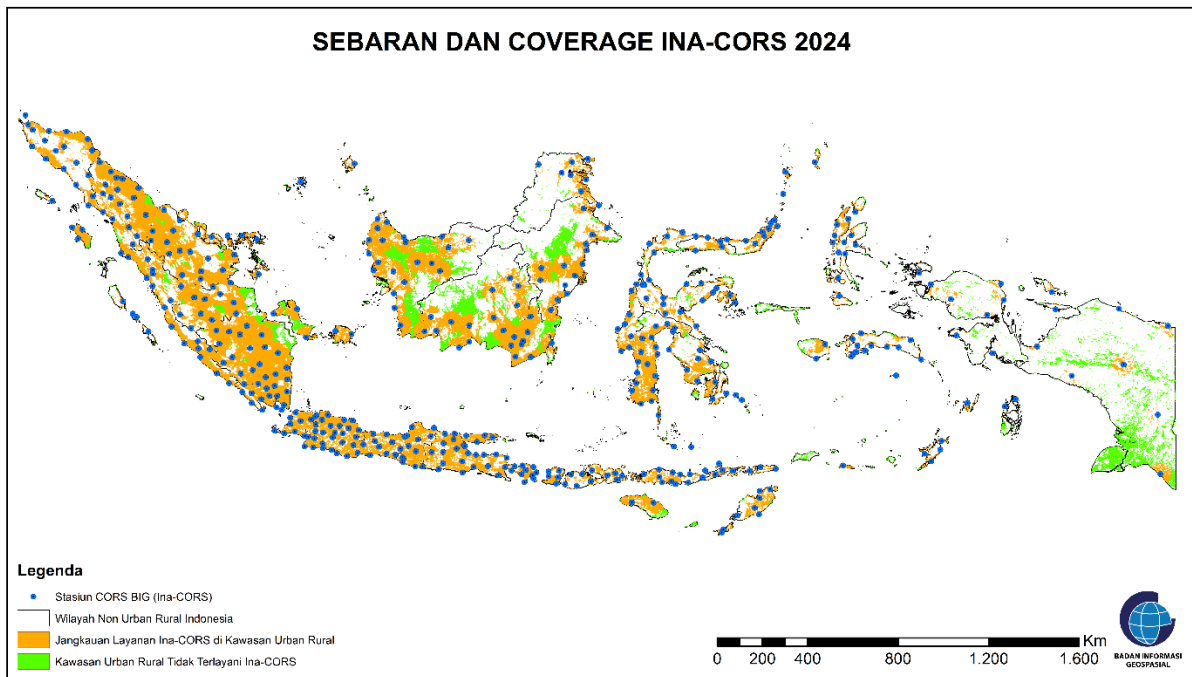 SEBARAN DAN COVERAGE INA-CORS 2024
Legenda
Stasiun CORS BIG (Ina-CORS)
Wilayah Non Urban Rural Indonesia
Jangkauan Layanan Ina-CORS di Kawasan Urban Rural
Kawasan Urban Rural Tidak Terlayani Ina-CORS
Km
0 200 400 800 1.200 1.600
BADAN INFORMASI
GEOSPASIAL